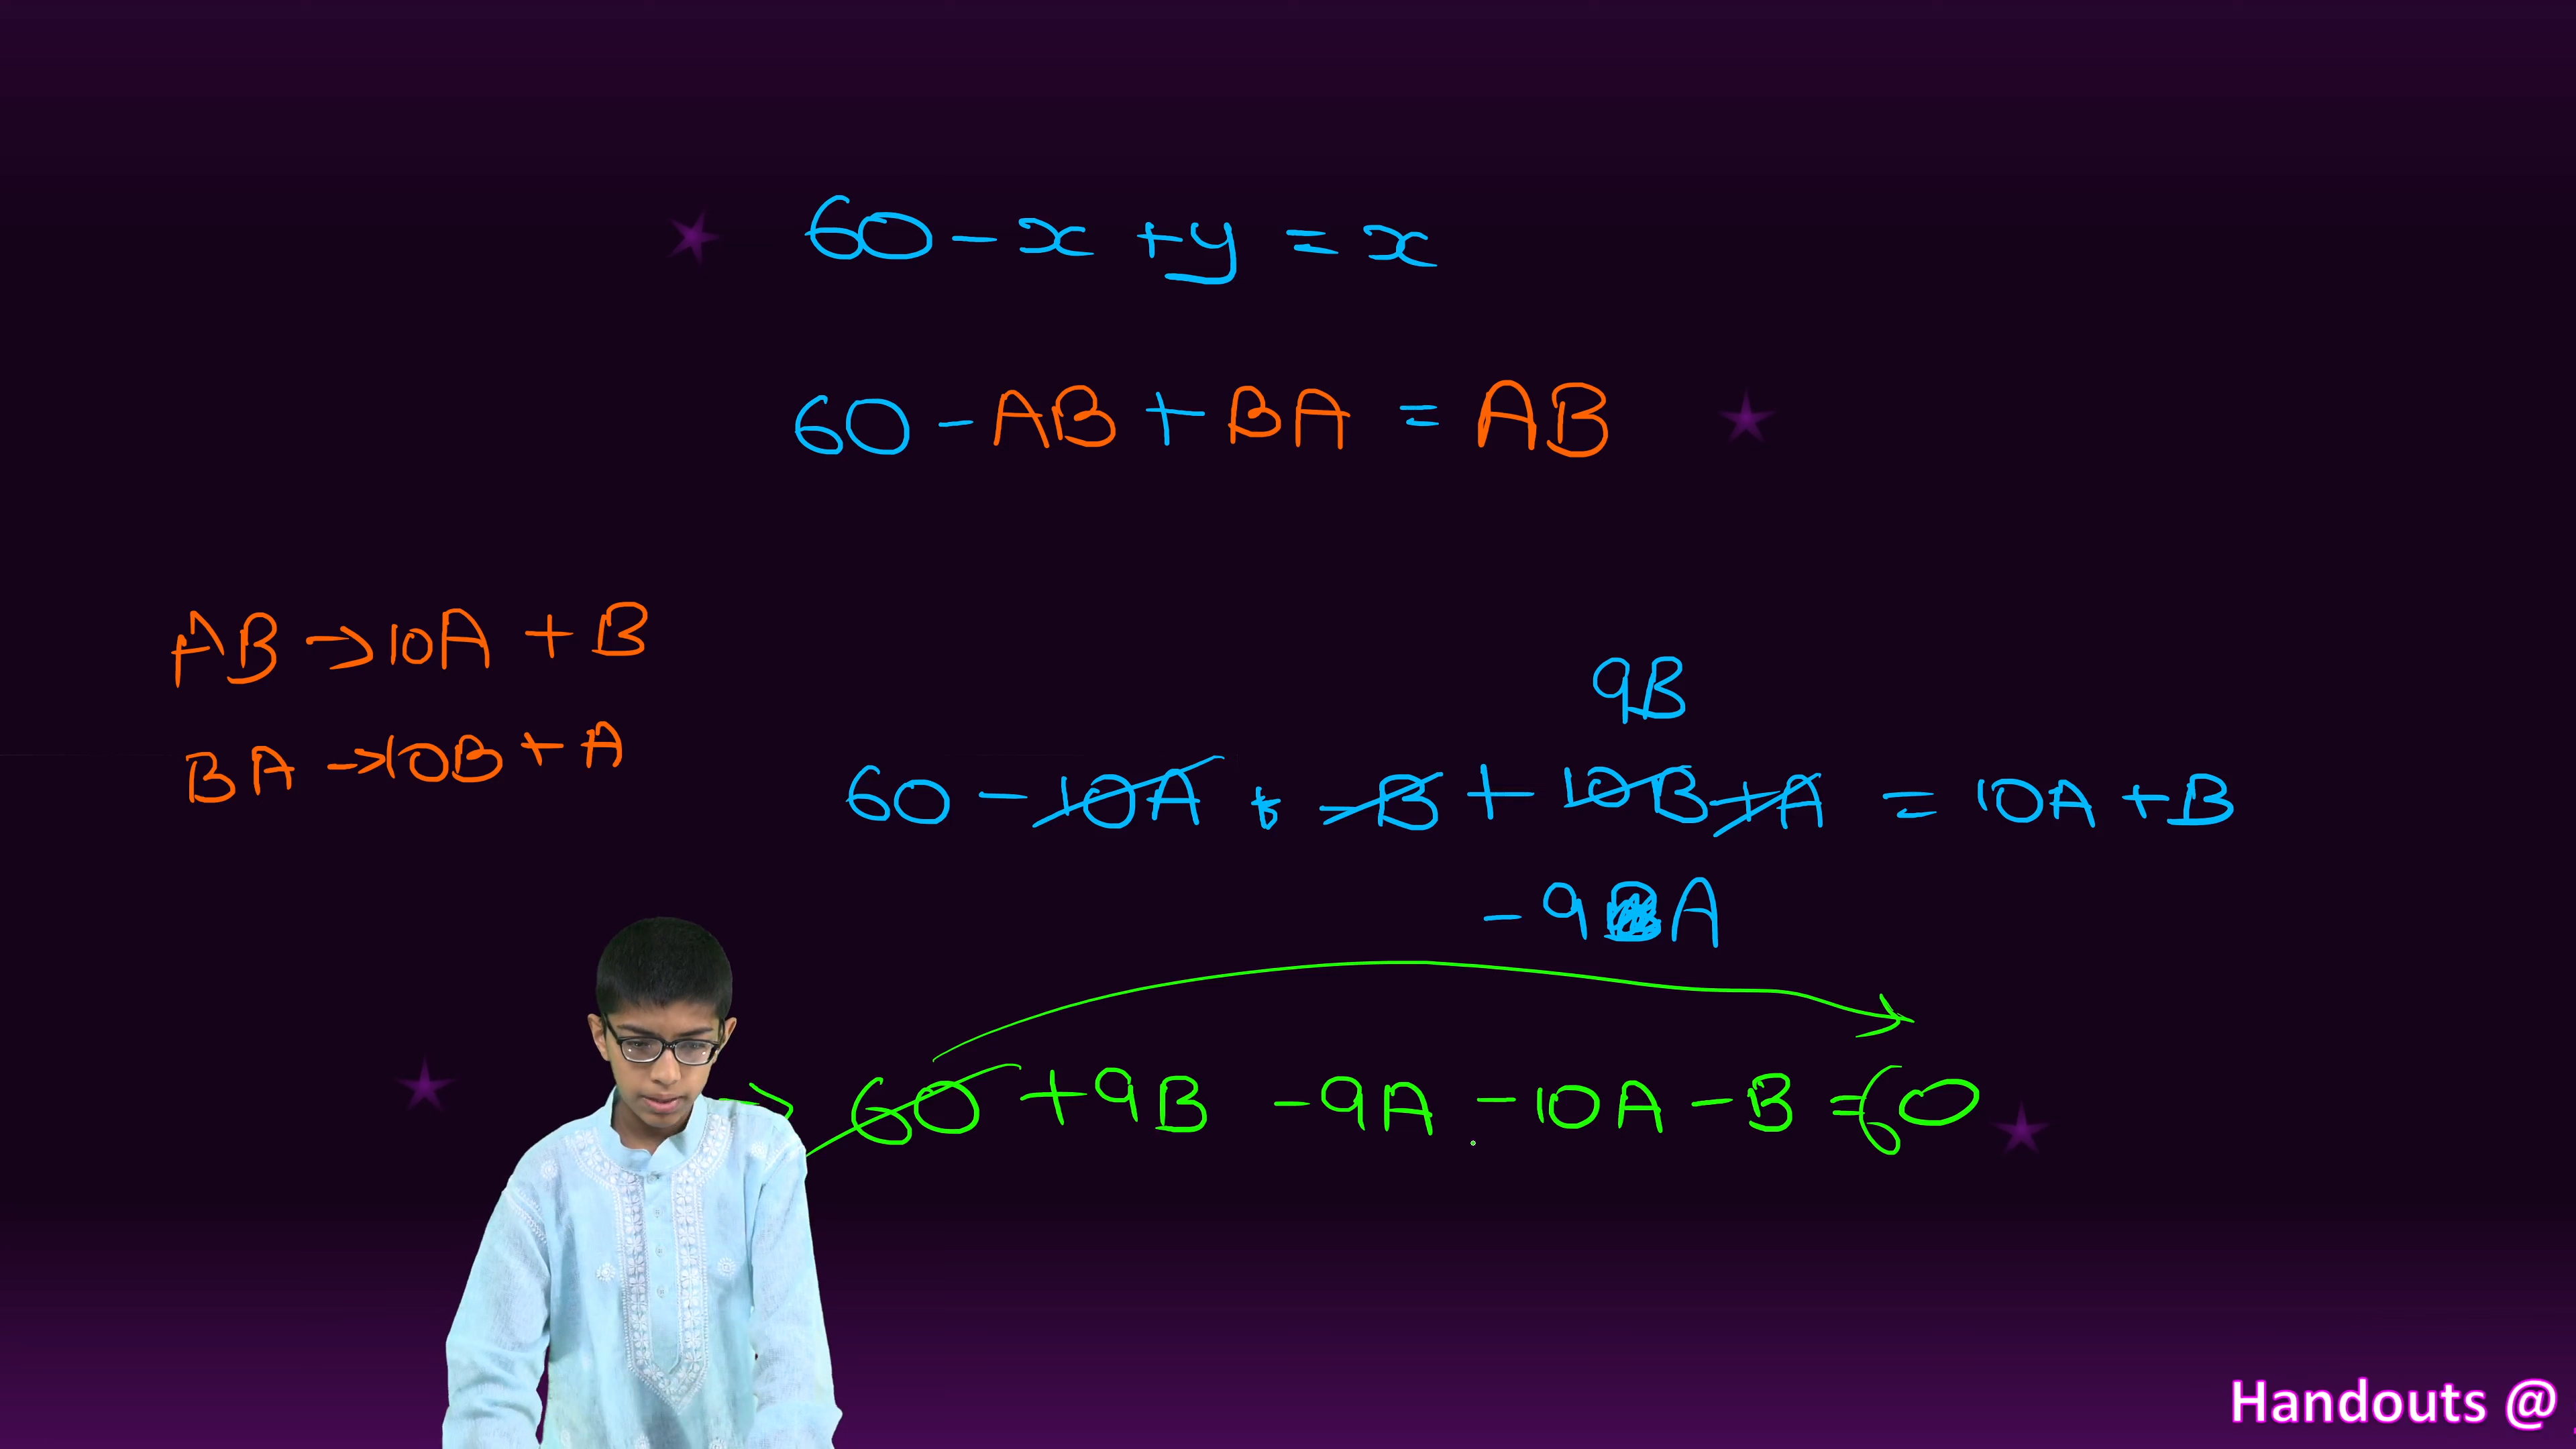 60 - x + y = x
60 - AB + BA = AB
AB → 10A + B
BA → 10B + A
9B
60 - 10A + - B + 10B + A = 10A + B
- 9 A
→ 60 + 9B - 9A - 10A - B = 60
Handouts @